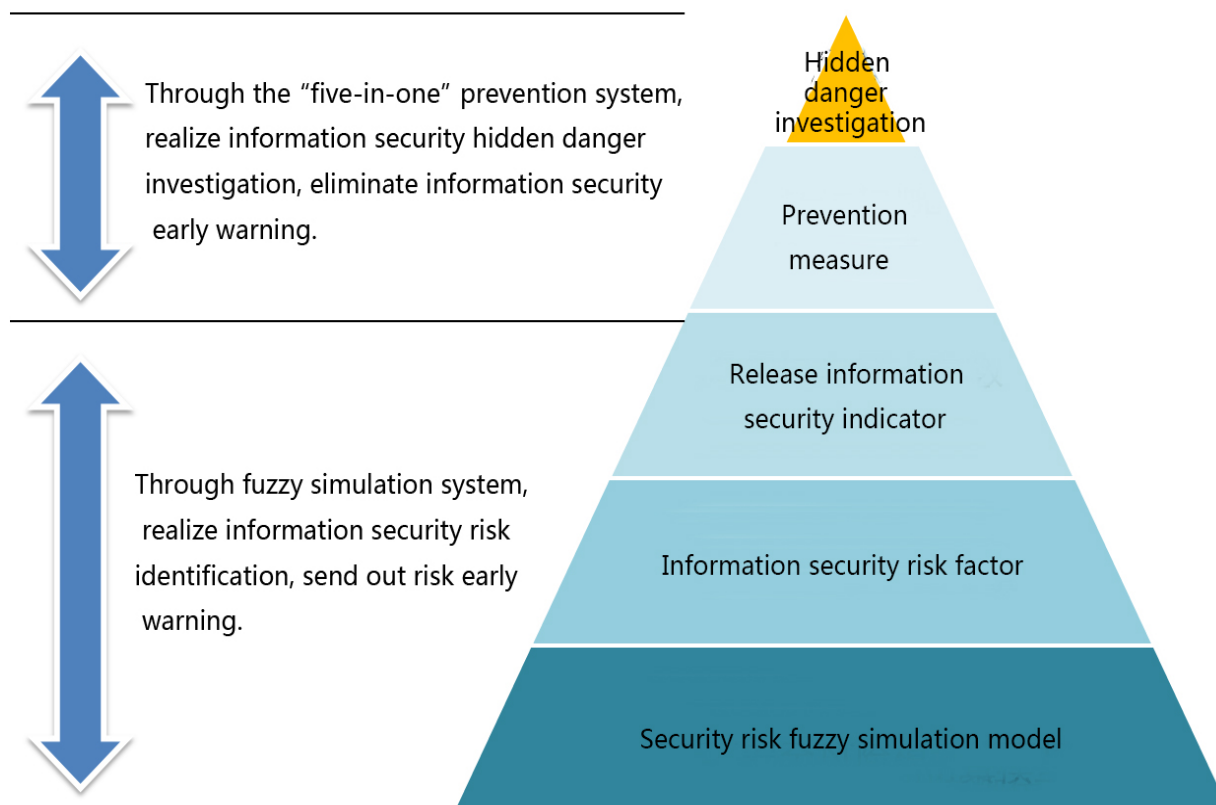 Through the “five-in-one” prevention system,
realize information security hidden danger
investigation, eliminate information security
early warning.
Through fuzzy simulation system,
realize information security risk
identification, send out risk early
warning.
Hidden
danger
investigation
Prevention
measure
Release information
security indicator
Information security risk factor
Security risk fuzzy simulation model